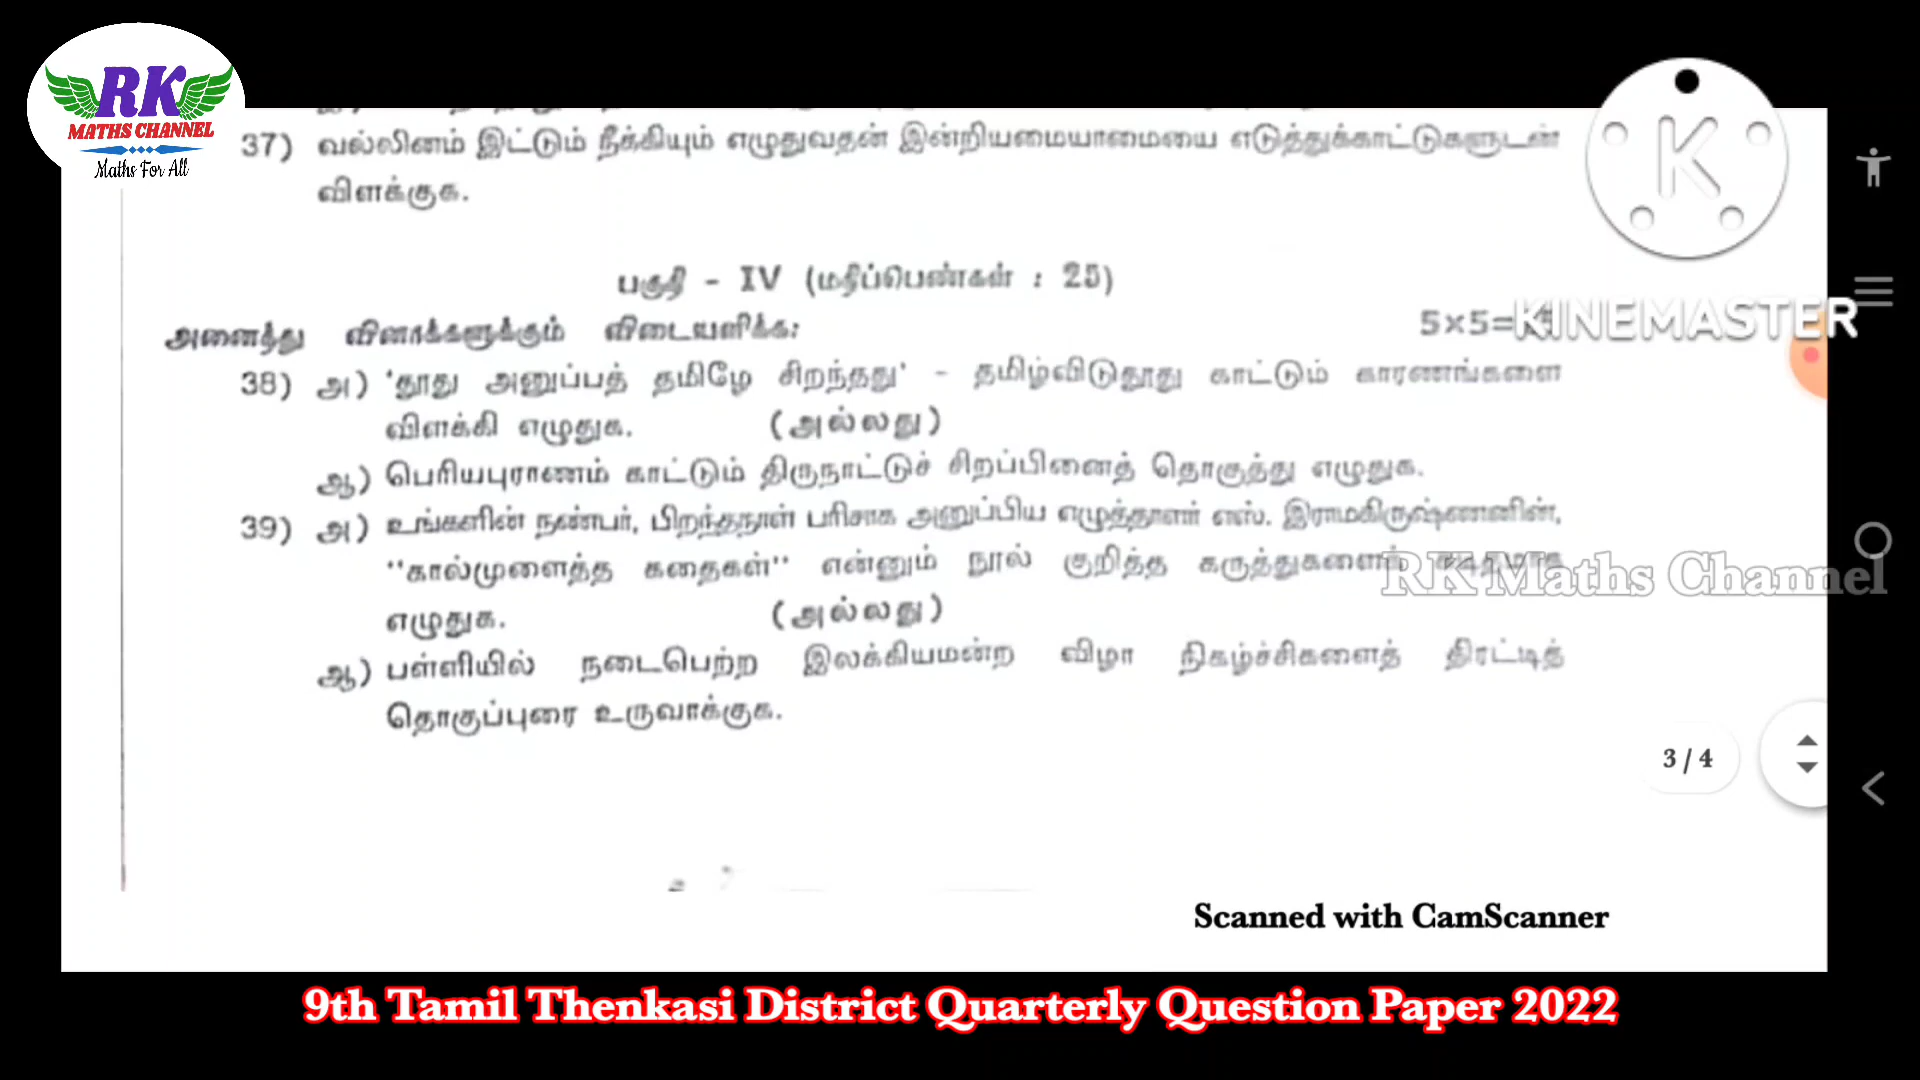 RK
MATHS CHANNEL
Maths For All
37) வல்லினம் இட்டும் நீக்கியும் எழுதுவதன் இன்றியமையாமையை எடுத்துக்காட்டுகளுடன்
விளக்குக.
K
பகுதி - IV (மதிப்பெண்கள் : 25)
அனைத்து வினாக்களுக்கும் விடையளிக்க:
5×5=
KINEMASTER
38) அ) 'தூது அனுப்பத் தமிழே சிறந்தது' - தமிழ்விடுதூது காட்டும் காரணங்களை
விளக்கி எழுதுக. (அல்லது)
ஆ) பெரியபுராணம் காட்டும் திருநாட்டுச் சிறப்பினைத் தொகுத்து எழுதுக.
39) அ) உங்களின் நண்பர், பிறந்தநாள் பரிசாக அனுப்பிய எழுத்தாளர் எஸ். இராமகிருஷ்ணனின்,
"கால்முளைத்த கதைகள்" என்னும் நூல் குறித்த கருத்துகளைக் கடிதமாக
RK Maths Channel
எழுதுக. (அல்லது)
ஆ) பள்ளியில் நடைபெற்ற இலக்கியமன்ற விழா நிகழ்ச்சிகளைத் திரட்டித்
தொகுப்புரை உருவாக்குக.
3 / 4
Scanned with CamScanner
9th Tamil Thenkasi District Quarterly Question Paper 2022